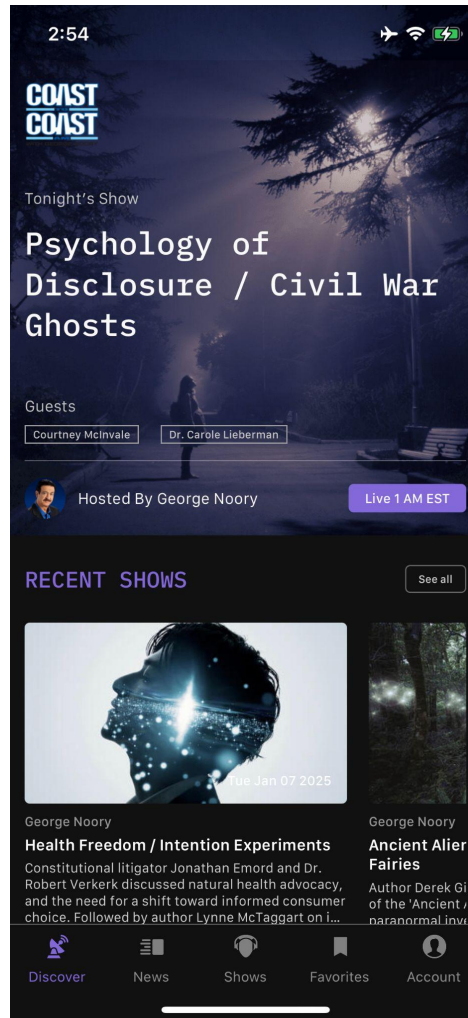 2:54
COAST
COAST
Tonight's Show
Psychology of
Disclosure / Civil War
Ghosts
Guests
Courtney McInvale
Dr. Carole Lieberman
Hosted By George Noory
Live 1 AM EST
RECENT SHOWS
See all
Tue Jan 07 2025
George Noory
Health Freedom / Intention Experiments
Constitutional litigator Jonathan Emord and Dr.
Robert Verkerk discussed natural health advocacy,
and the need for a shift toward informed consumer
choice. Followed by author Lynne McTaggart on i...
George Noory
Ancient Alier
Fairies
Author Derek Gi
of the 'Ancient
paranormal inve
Discover
News
Shows
Favorites
Account